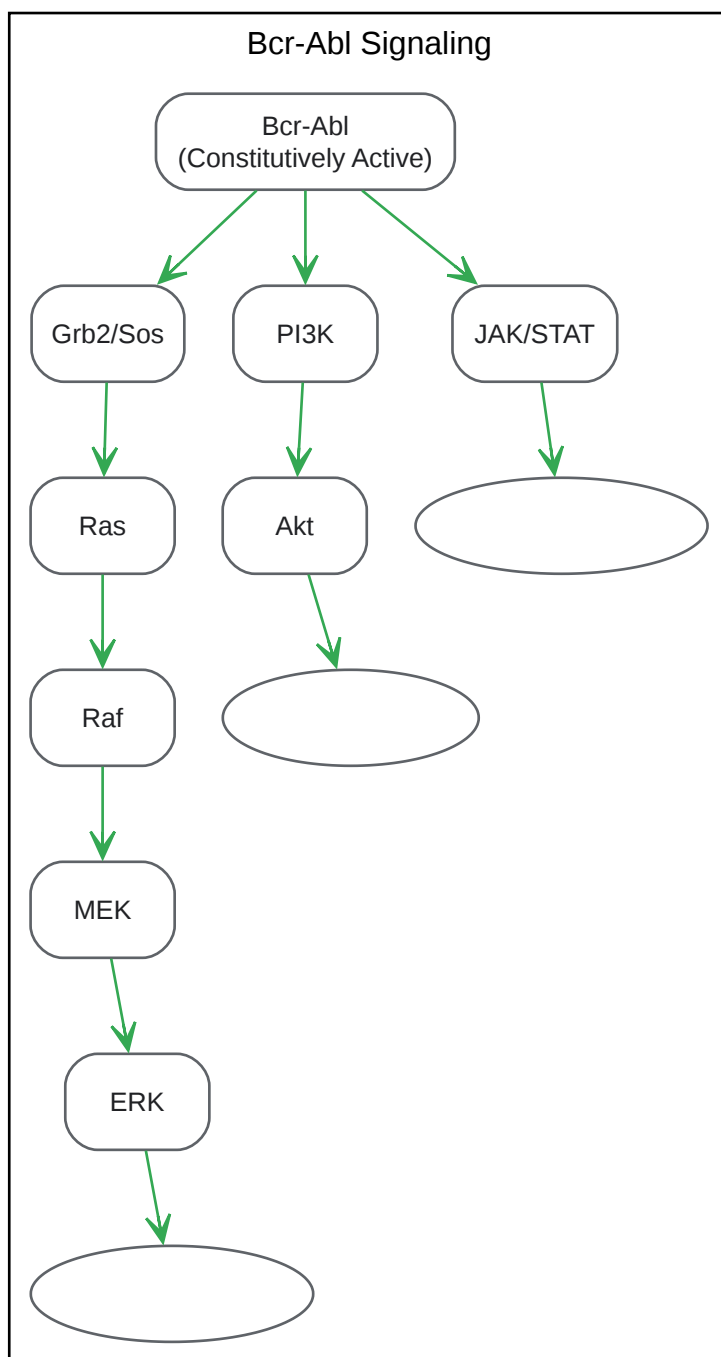 Bcr-Abl Signaling
Bcr-Abl
(Constitutively Active)
Grb2/Sos
PI3K
JAK/STAT
Ras
Akt
Raf
MEK
ERK